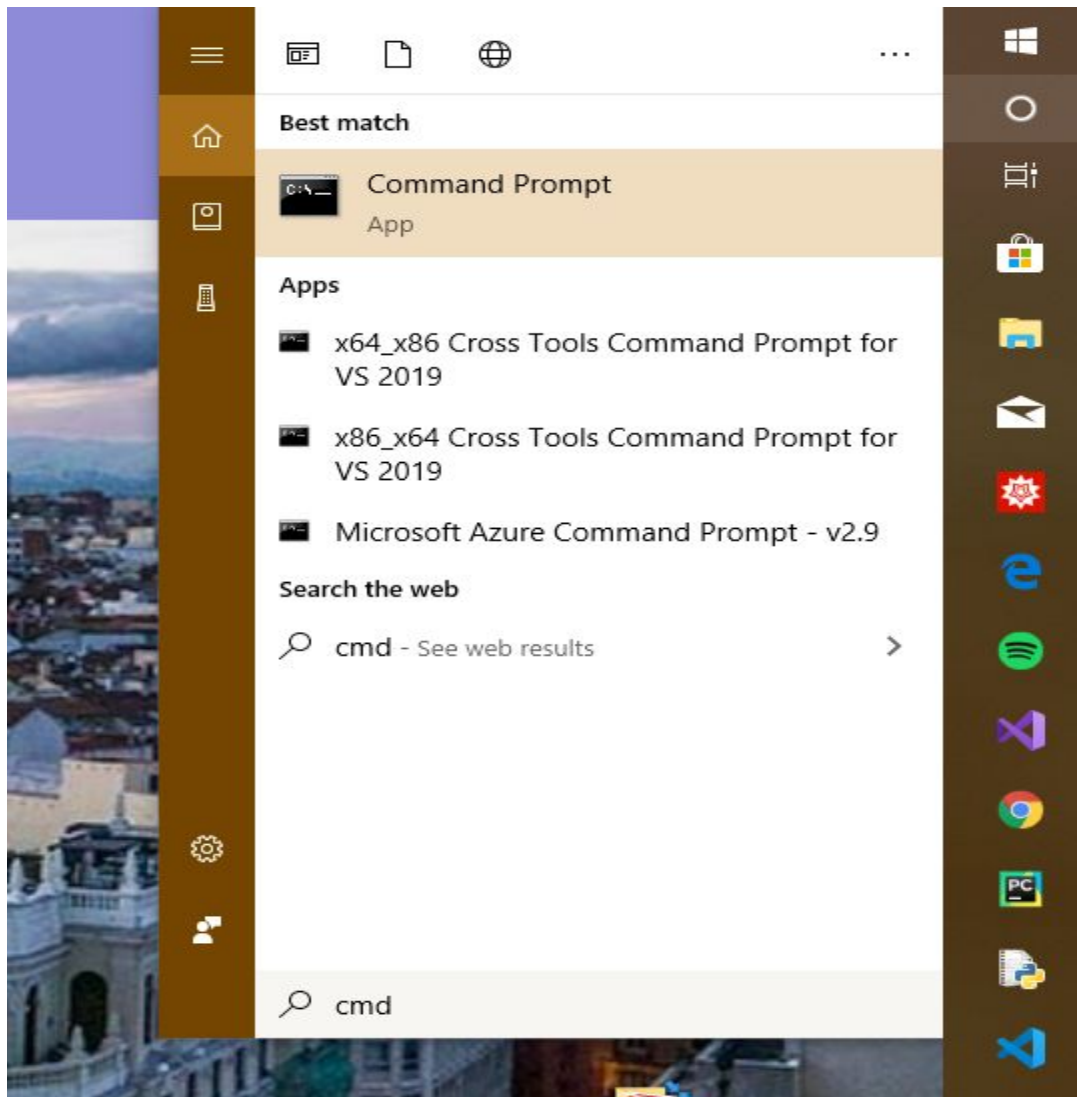 ...
Best match
C:\_
Command Prompt
App
Apps
x64_x86 Cross Tools Command Prompt for
VS 2019
x86_x64 Cross Tools Command Prompt for
VS 2019
Microsoft Azure Command Prompt - v2.9
Search the web
cmd - See web results
cmd
PC